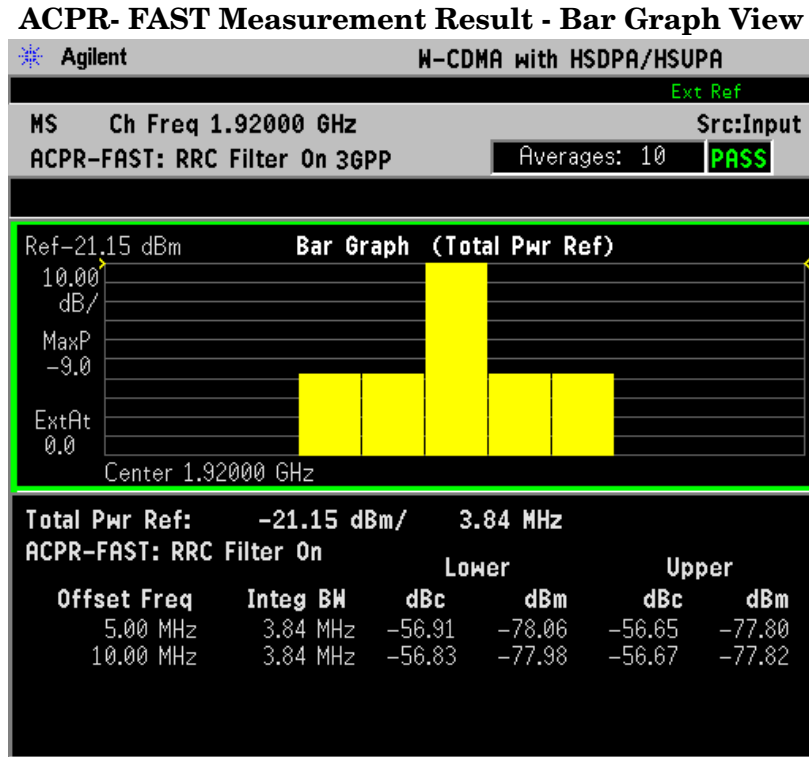 ACPR- FAST Measurement Result - Bar Graph View
Agilent W-CDMA with HSDPA/HSUPA
Ext Ref
MS Ch Freq 1.92000 GHz Src:Input
ACPR-FAST: RRC Filter On 3GPP Averages: 10 PASS
Ref-21.15 dBm Bar Graph (Total Pwr Ref)
10.00
dB/
MaxP
-9.0
ExtAt
0.0
Center 1.92000 GHz
Total Pwr Ref: -21.15 dBm/ 3.84 MHz
ACPR-FAST: RRC Filter On
Lower Upper
Offset Freq Integ BW dBc dBm dBc dBm
5.00 MHz 3.84 MHz -56.91 -78.06 -56.65 -77.80
10.00 MHz 3.84 MHz -56.83 -77.98 -56.67 -77.82